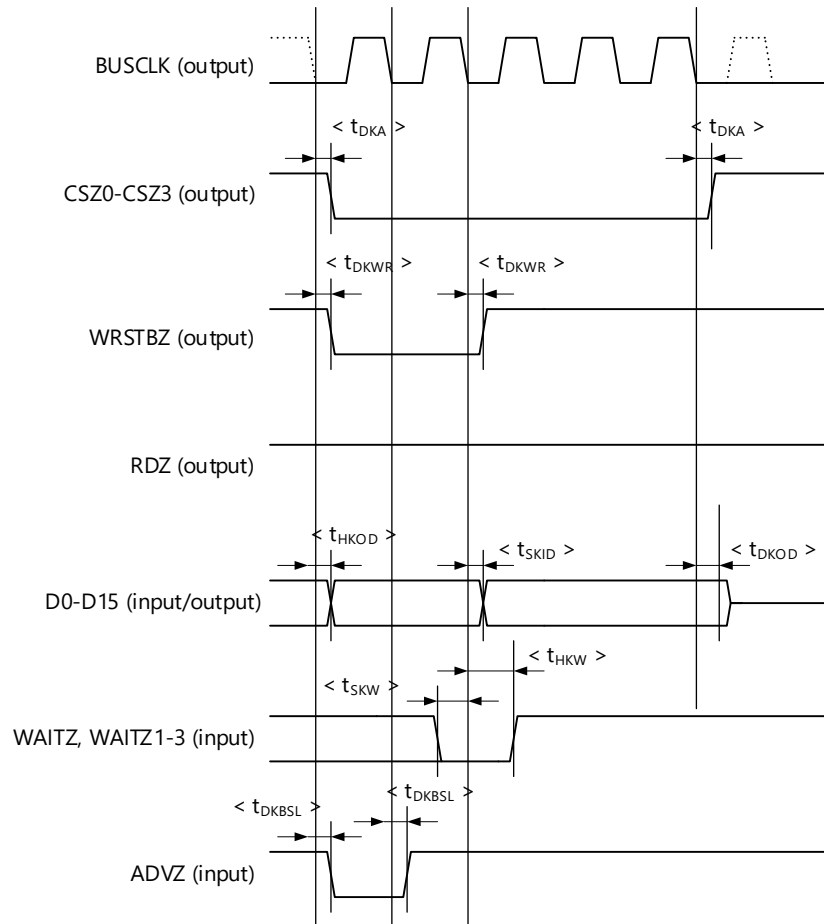 BUSCLK (output)
< tDKA >
< tDKA >
CSZ0-CSZ3 (output)
< tDKWR >
< tDKWR >
WRSTBZ (output)
RDZ (output)
< tHKOD >
< tSKID >
< tDKOD >
D0-D15 (input/output)
< tHKW >
< tSKW >
WAITZ, WAITZ1-3 (input)
< tDKBSL >
< tDKBSL >
ADVZ (input)